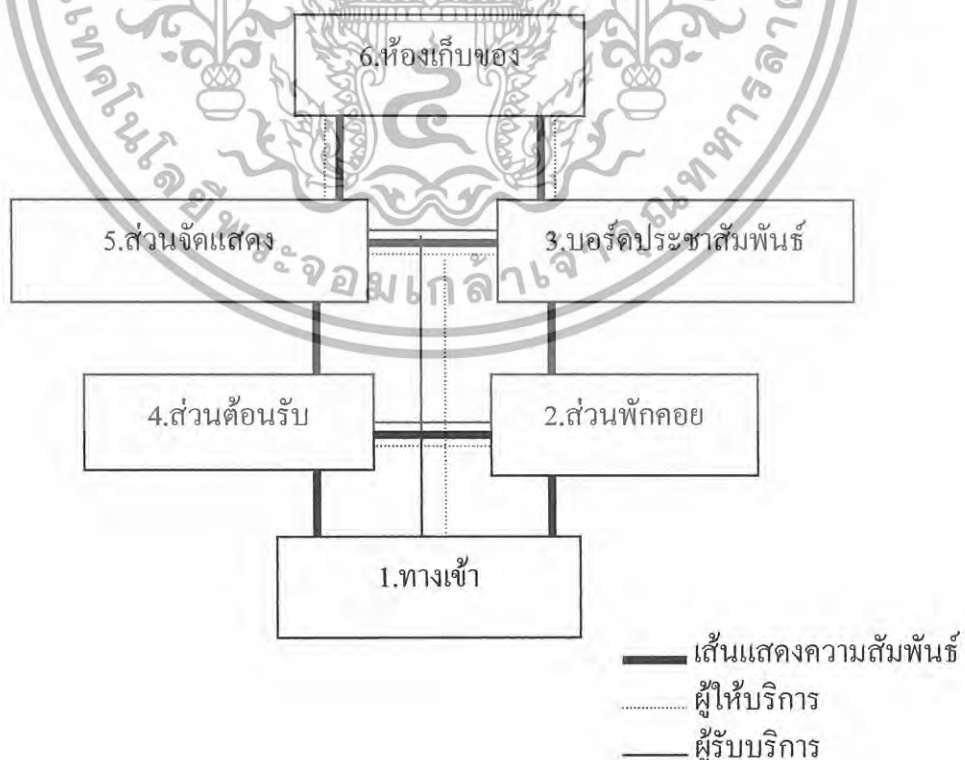 6.ห้องเก็บของ
5.ส่วนจัดแสดง
3.บอร์ดประชาสัมพันธ์
4.ส่วนต้อนรับ
2.ส่วนพักคอย
1.ทางเข้า
เส้นแสดงความสัมพันธ์
ผู้ให้บริการ
ผู้รับบริการ